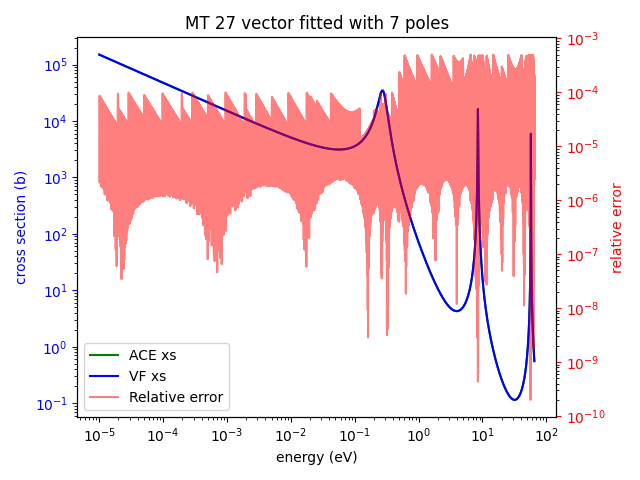 MT 27 vector fitted with 7 poles
cross section (b)
10⁵
10⁴
10³
10²
10¹
10⁰
10⁻¹
10⁻³
10⁻⁴
10⁻⁵
10⁻⁶
10⁻⁷
10⁻⁸
10⁻⁹
10⁻¹⁰
relative error
ACE xs
VF xs
Relative error
10⁻⁵ 10⁻⁴ 10⁻³ 10⁻² 10⁻¹ 10⁰ 10¹ 10²
energy (eV)